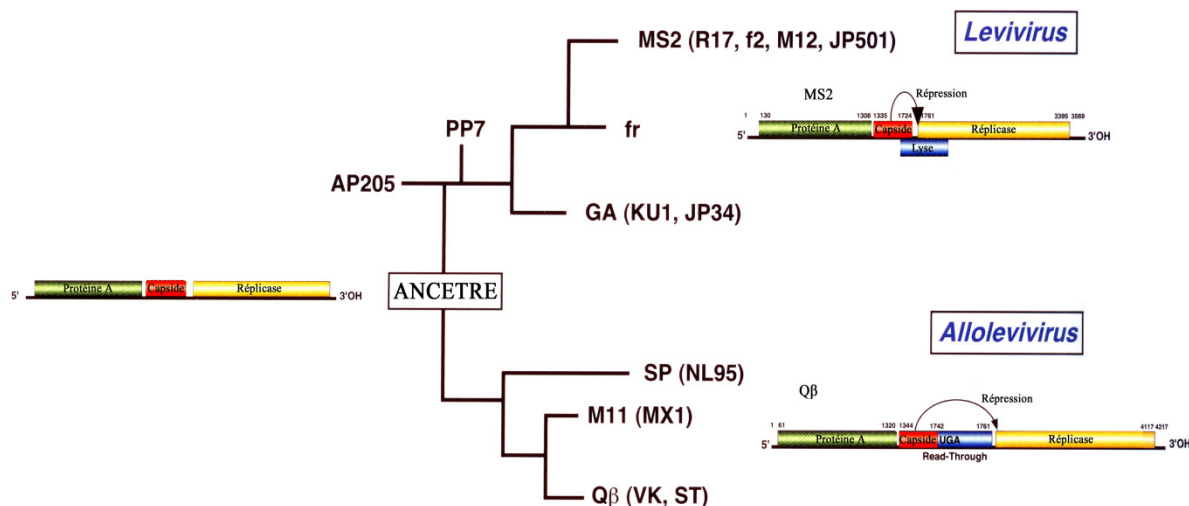 MS2 (R17, f2, M12, JP501)
Levivirus
MS2
Répression
1 130 1308 1335 1724 1761 3395 3569
5' Protéine A Capside Réplicase 3'OH
Lyse
PP7
fr
AP205
GA (KU1, JP34)
5' Protéine A Capside Réplicase 3'OH
ANCETRE
Allolevivirus
SP (NL95)
Qβ
Répression
M11 (MX1)
1 61 1320 1344 1742 1761 4117 4217
5' Protéine A Capside UGA Réplicase 3'OH
Read-Through
Qβ (VK, ST)